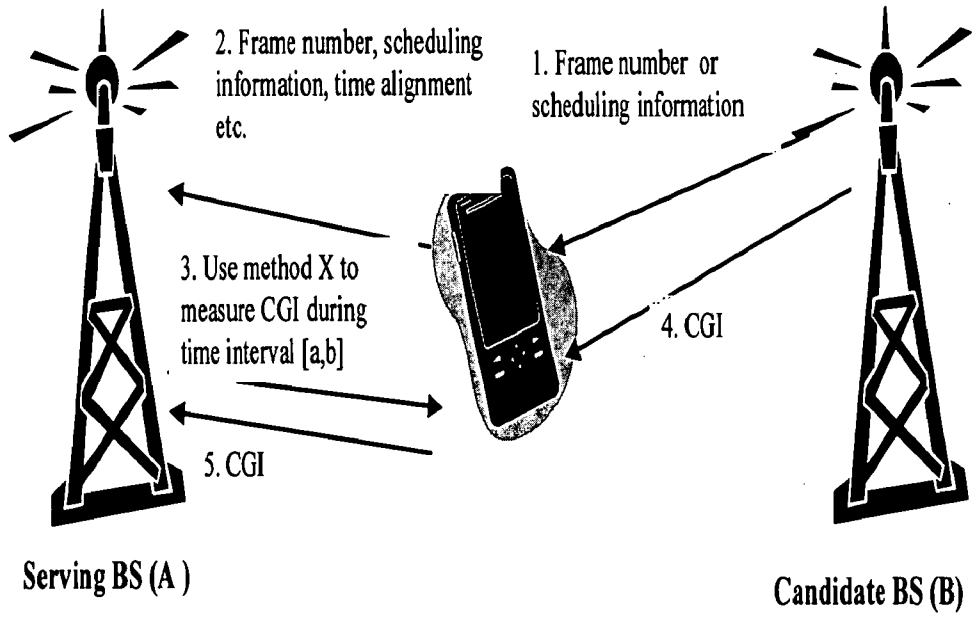 2. Frame number, scheduling
information, time alignment
etc.
1. Frame number or
scheduling information
3. Use method X to
measure CGI during
time interval [a,b]
4. CGI
5. CGI
Serving BS (A )
Candidate BS (B)